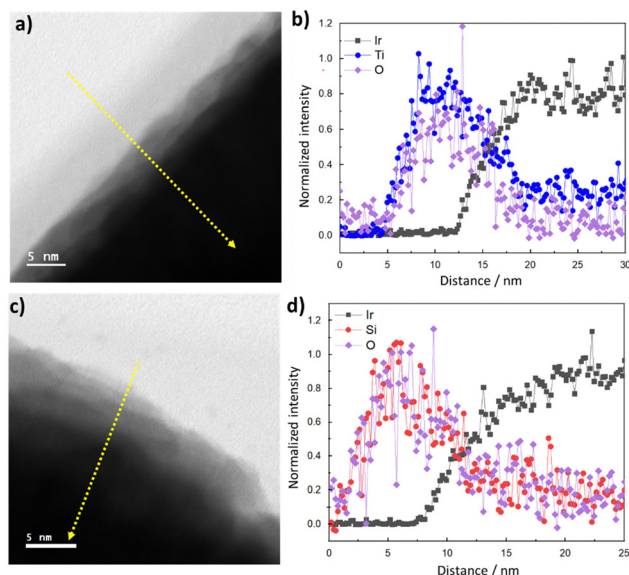 a)
5 nm
b)
Ir
Ti
O
Normalized intensity
1.2
1.0
0.8
0.6
0.4
0.2
0.0
0 5 10 15 20 25 30
Distance / nm
c)
5 nm
d)
Ir
Si
O
Normalized intensity
1.2
1.0
0.8
0.6
0.4
0.2
0.0
0 5 10 15 20 25
Distance / nm